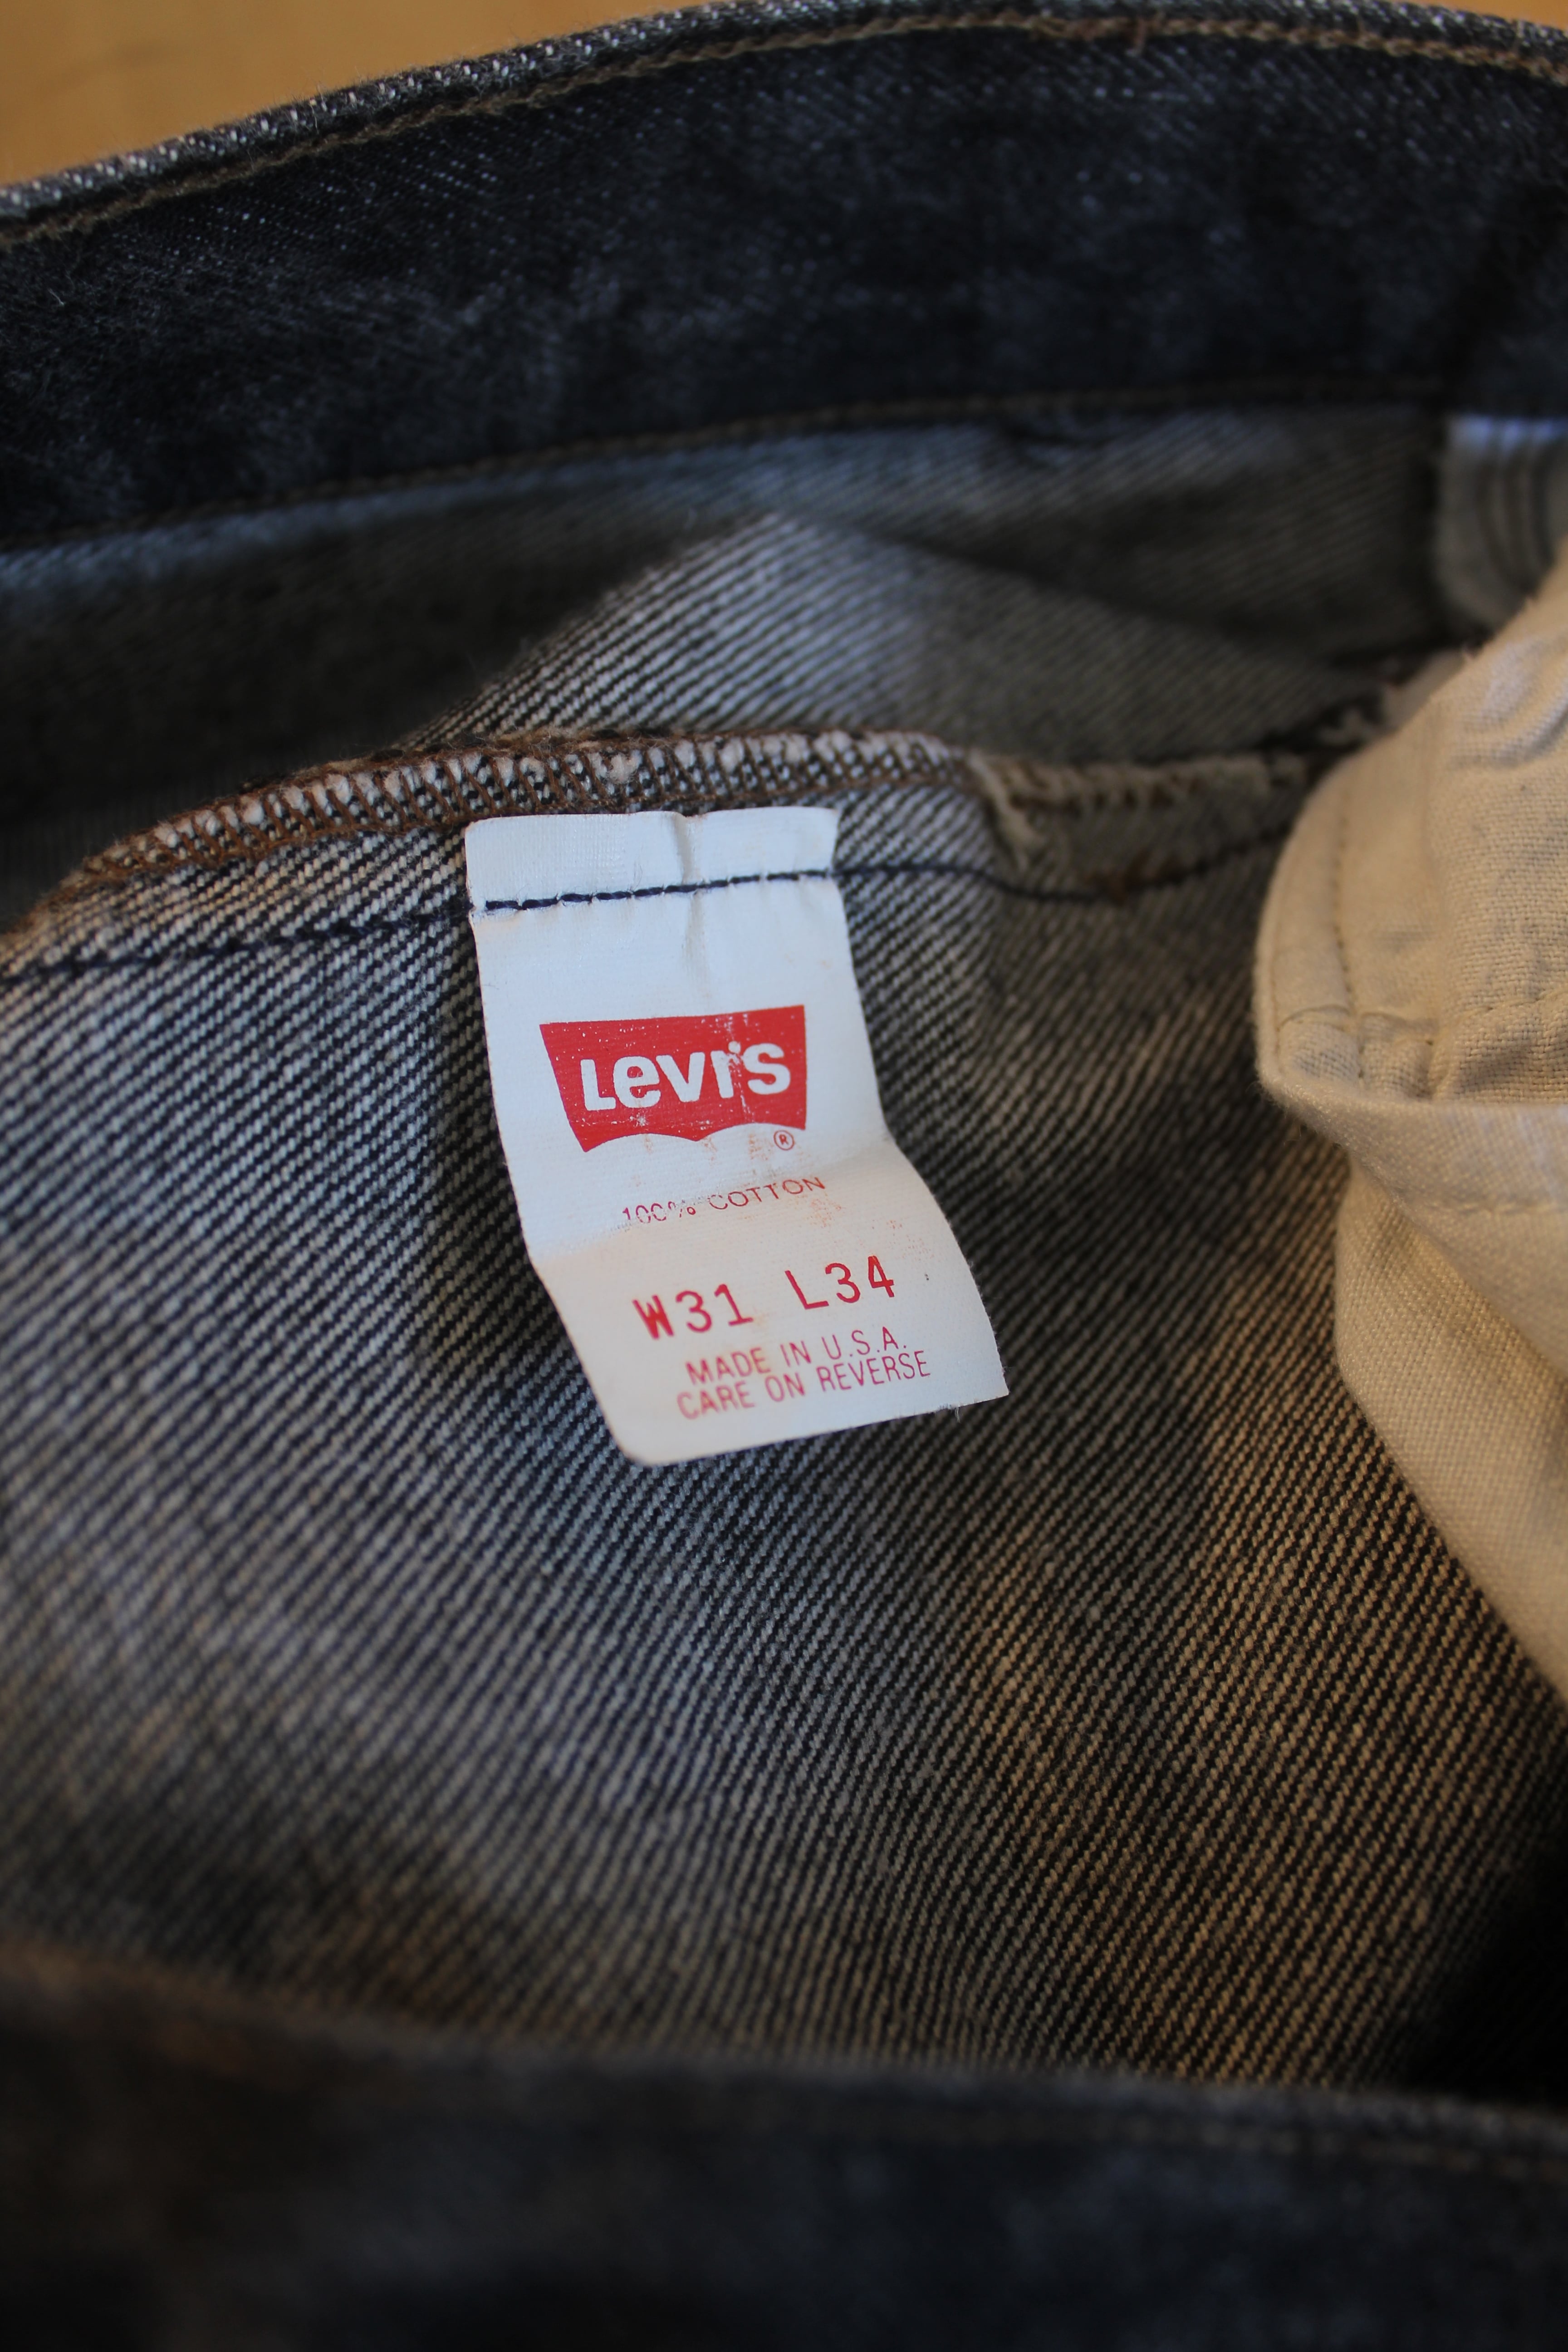 Levi's
®
100% COTTON
W31 L34
MADE IN U.S.A.
CARE ON REVERSE